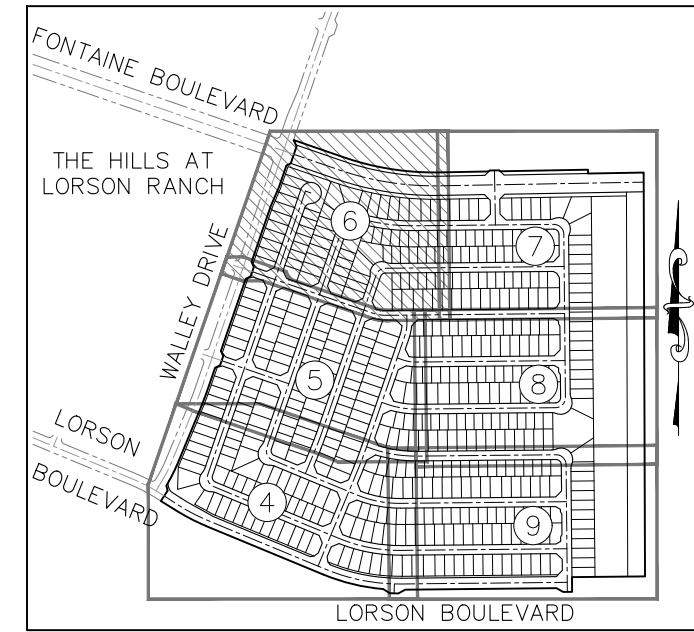 FONTAINE BOULEVARD
THE HILLS AT
LORSON RANCH
WALLEY DRIVE
6
7
5
8
LORSON
BOULEVARD
4
9
LORSON BOULEVARD